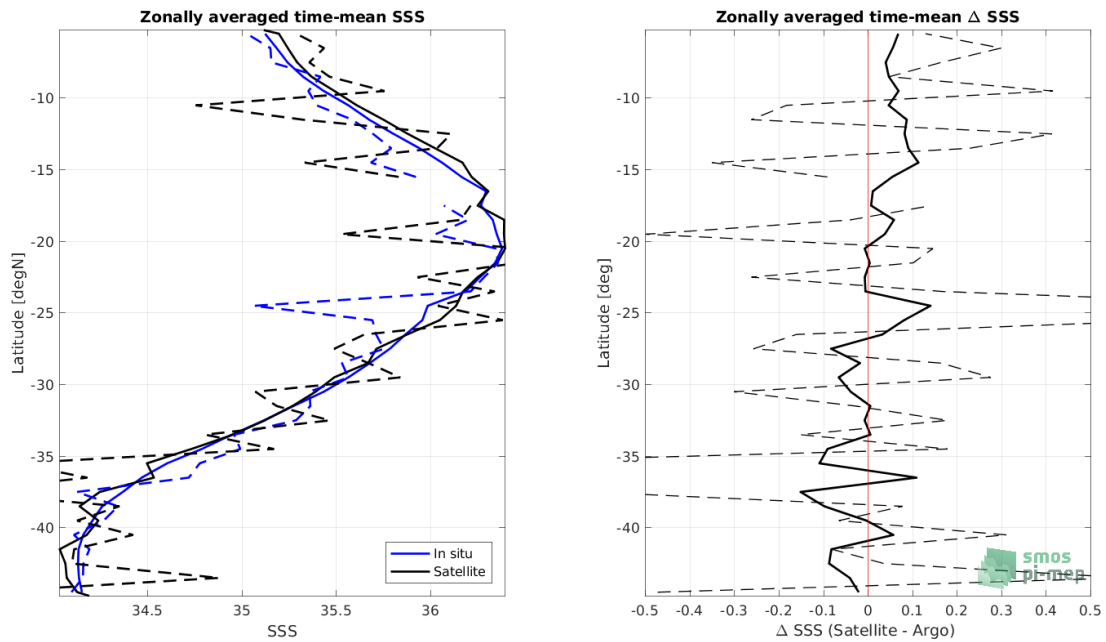 Zonally averaged time-mean SSS
Latitude [degN]
-10
-15
-20
-25
-30
-35
-40
34.5
35
35.5
36
SSS
In situ
Satellite
Zonally averaged time-mean Δ SSS
Latitude [deg]
-10
-15
-20
-25
-30
-35
-40
-0.5
-0.4
-0.3
-0.2
-0.1
0
0.1
0.2
0.3
0.4
0.5
Δ SSS (Satellite - Argo)
smos
pi-mep